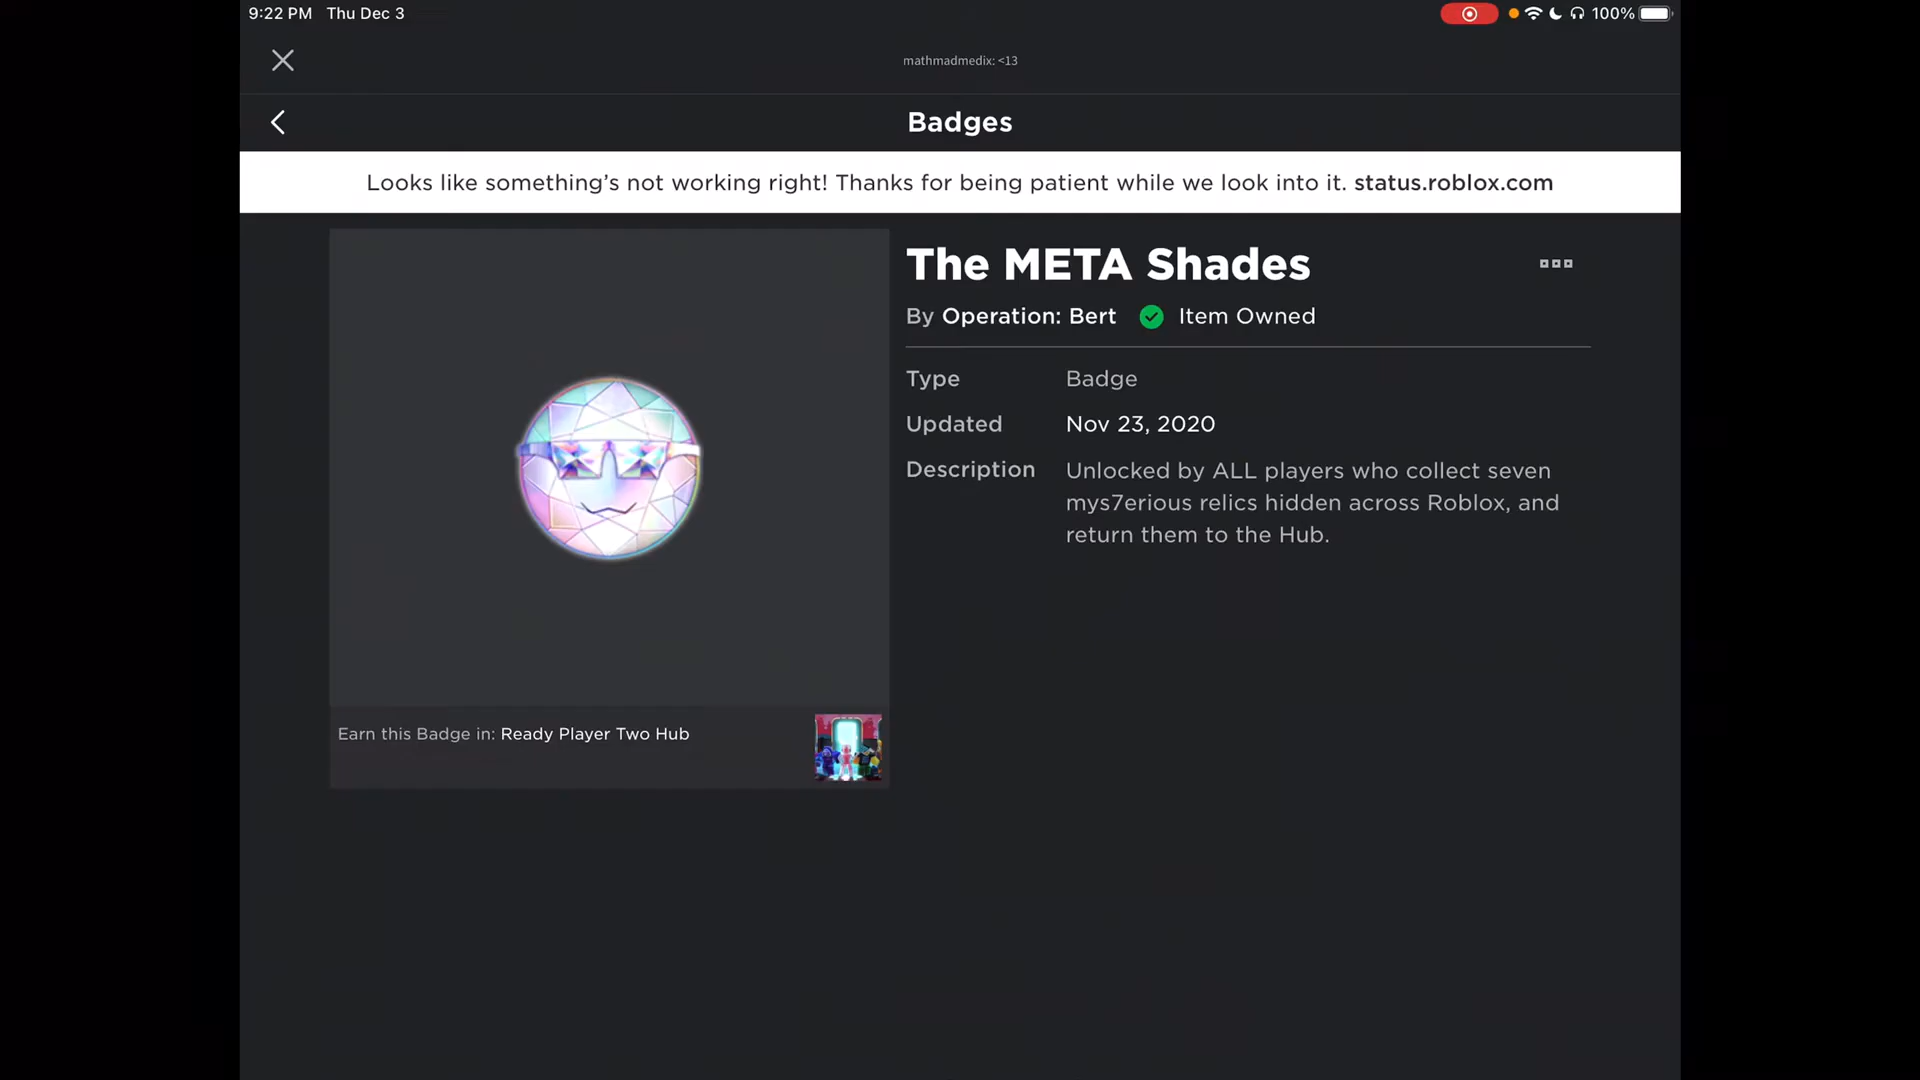 9:22 PM Thu Dec 3
100%
mathmadmedix: <13
Badges
Looks like something's not working right! Thanks for being patient while we look into it. status.roblox.com
The META Shades
By Operation: Bert Item Owned
Type Badge
Updated Nov 23, 2020
Description Unlocked by ALL players who collect seven
mys7erious relics hidden across Roblox, and
return them to the Hub.
Earn this Badge in: Ready Player Two Hub